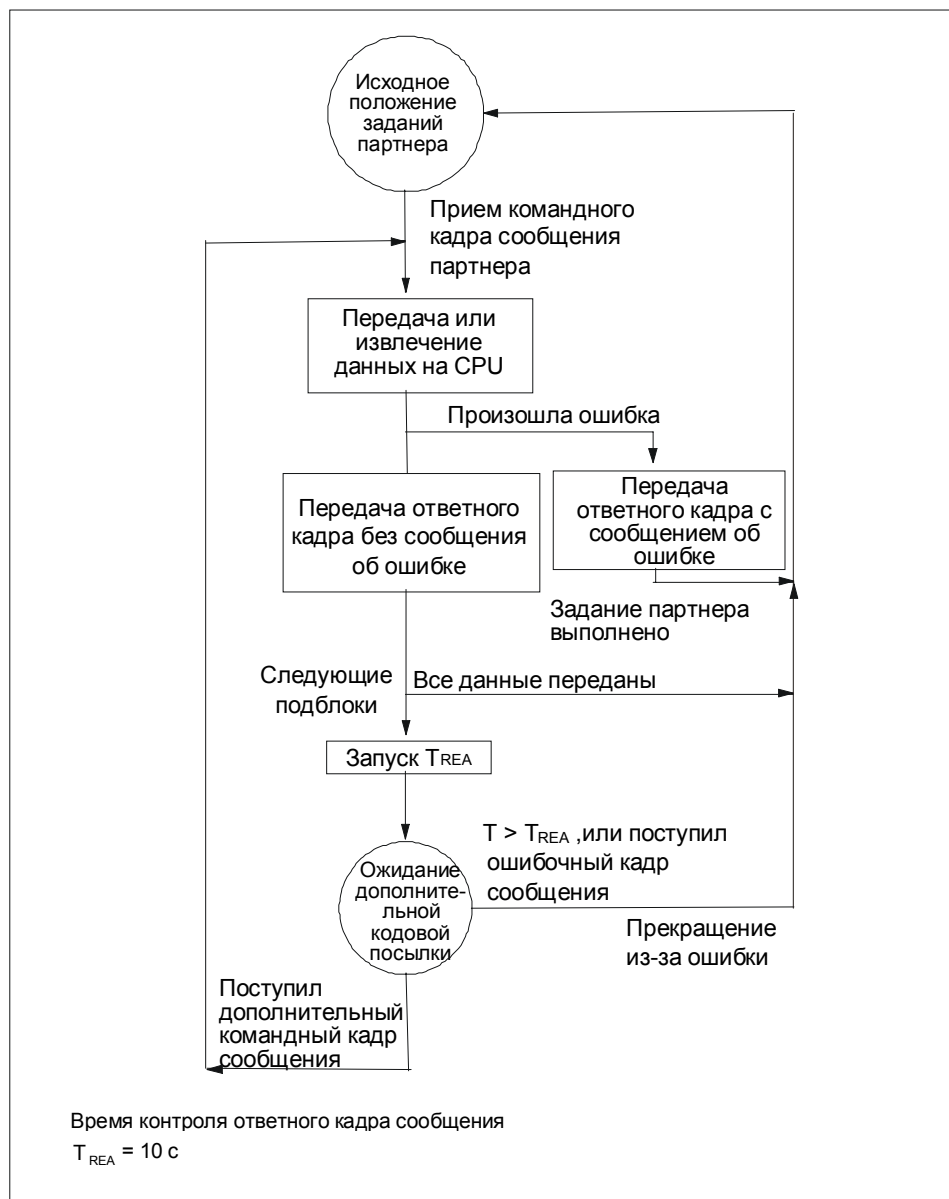 Исходное
положение
заданий
партнера
Прием командного
кадра сообщения
партнера
Передача или
извлечение
данных на CPU
Произошла ошибка
Передача ответного
кадра без сообщения
об ошибке
Передача
ответного кадра с
сообщением об
ошибке
Задание партнера
выполнено
Следующие
подблоки
Все данные переданы
Запуск TREA
Ожидание
дополните-
льной
кодовой
посылки
T > TREA ,или поступил
ошибочный кадр
сообщения
Прекращение
из-за ошибки
Поступил
дополнительный
командный кадр
сообщения
Время контроля ответного кадра сообщения
T REA = 10 с